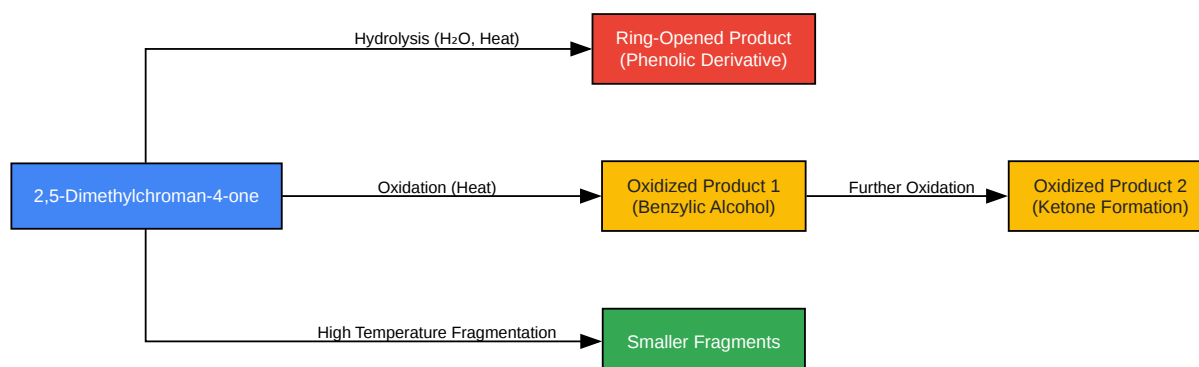 Hydrolysis (H₂O, Heat)
Ring-Opened Product
(Phenolic Derivative)
2,5-Dimethylchroman-4-one
Oxidation (Heat)
Oxidized Product 1
(Benzylic Alcohol)
Further Oxidation
Oxidized Product 2
(Ketone Formation)
High Temperature Fragmentation
Smaller Fragments